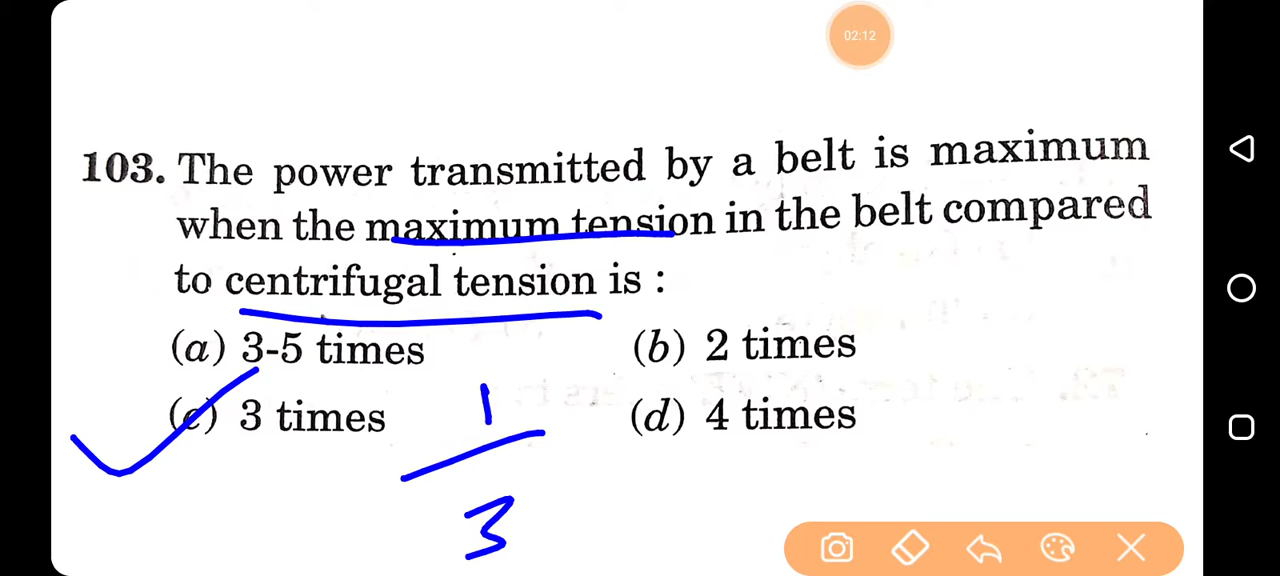 02:12
103. The power transmitted by a belt is maximum
when the maximum tension in the belt compared
to centrifugal tension is :
(a) 3-5 times (b) 2 times
(c) 3 times (d) 4 times
1
3